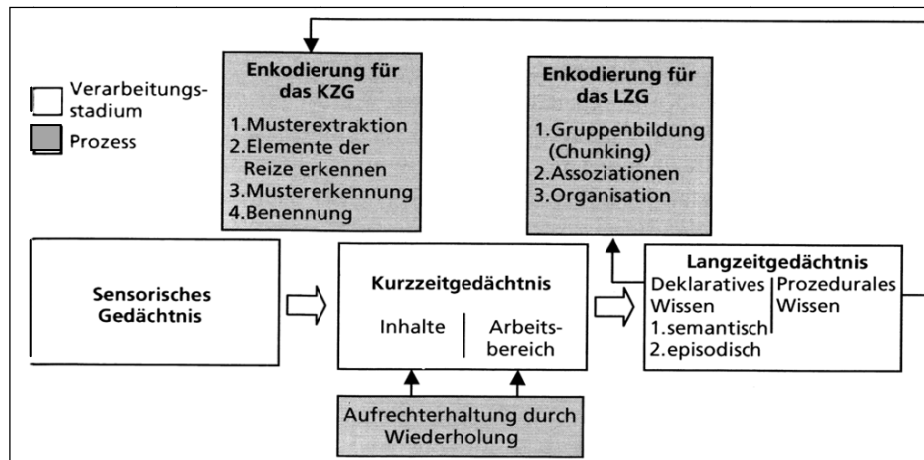 Verarbeitungs-
stadium
Prozess
Enkodierung für
das KZG
1.Musterextraktion
2.Elemente der
Reize erkennen
3.Mustererkennung
4.Benennung
Enkodierung für
das LZG
1.Gruppenbildung
(Chunking)
2.Assoziationen
3.Organisation
Sensorisches
Gedächtnis
Kurzzeitgedächtnis
Inhalte
Arbeits-
bereich
Langzeitgedächtnis
Deklaratives
Wissen
1.semantisch
2.episodisch
Prozedurales
Wissen
Aufrechterhaltung durch
Wiederholung